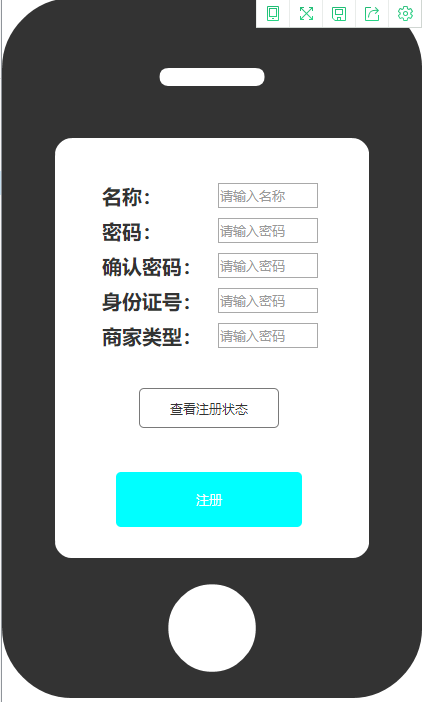 名称： 请输入名称
密码： 请输入密码
确认密码： 请输入密码
身份证号： 请输入密码
商家类型： 请输入密码
查看注册状态
注册